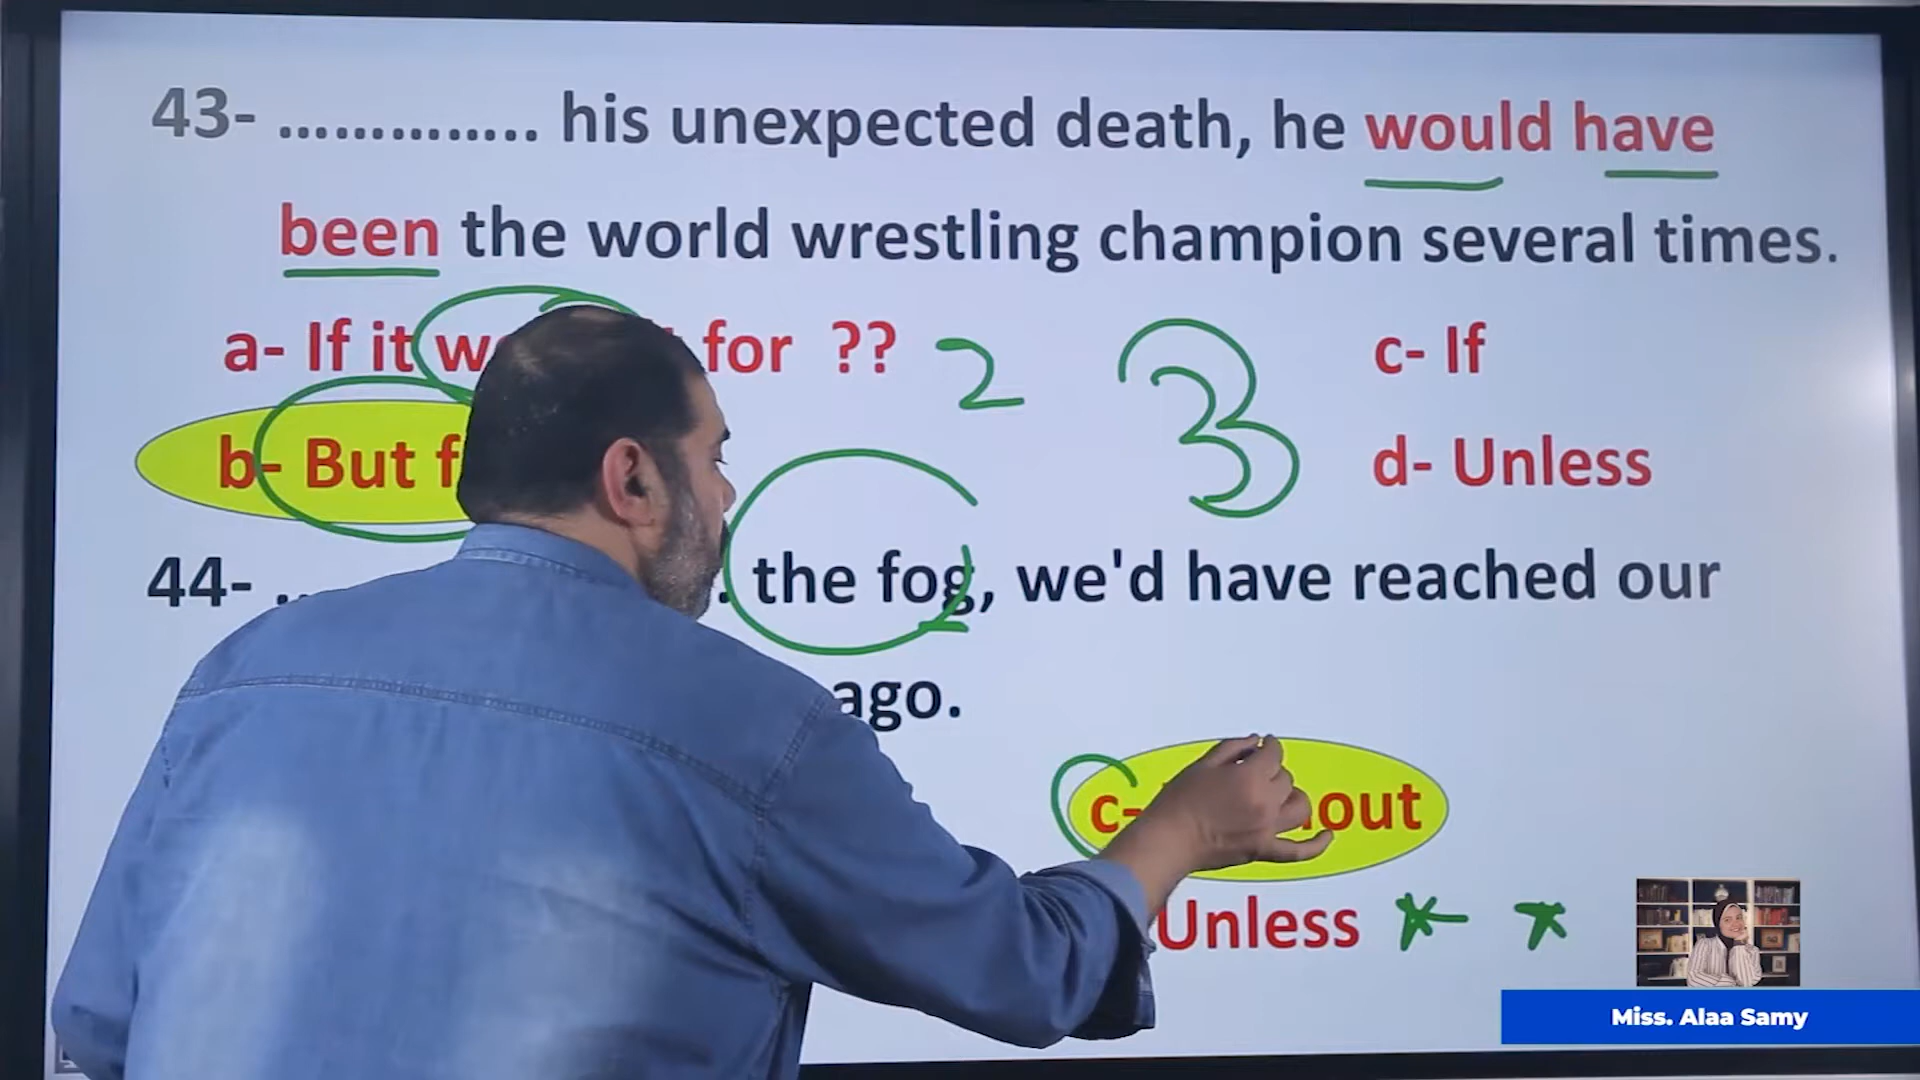 43- .............. his unexpected death, he would have
been the world wrestling champion several times.
a- If it for ??
2
3
c- If
b- But
d- Unless
44- the fog, we'd have reached our
ago.
c-
Unless
Miss. Alaa Samy